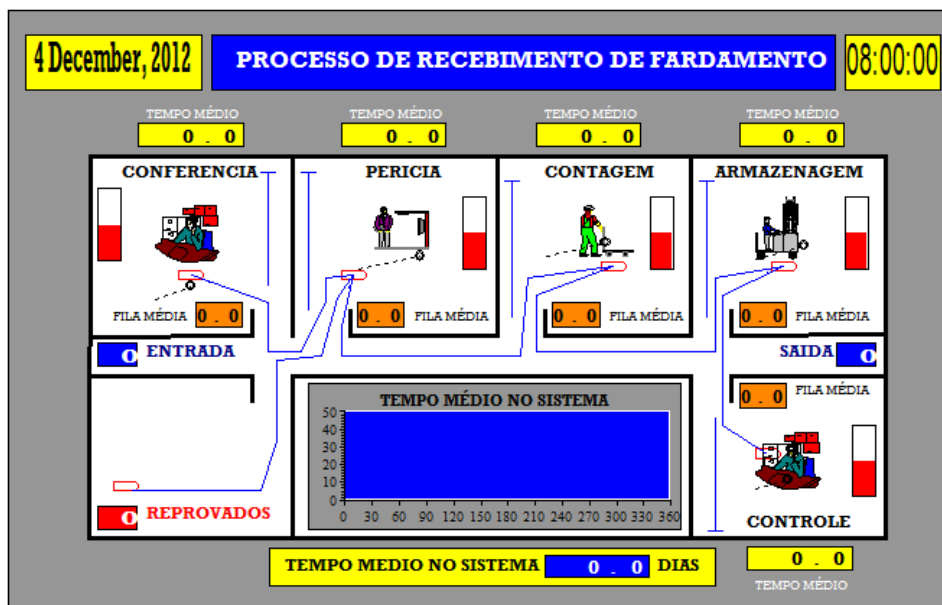 4 December, 2012
PROCESSO DE RECEBIMENTO DE FARDAMENTO
08:00:00
TEMPO MÉDIO
TEMPO MÉDIO
TEMPO MÉDIO
TEMPO MÉDIO
0 . 0
0 . 0
0 . 0
0 . 0
CONFERENCIA
PERICIA
CONTAGEM
ARMAZENAGEM
FILA MÉDIA 0 . 0
0 . 0 FILA MÉDIA
0 . 0 FILA MÉDIA
0 . 0 FILA MÉDIA
0 ENTRADA
SAIDA 0
0 . 0 FILA MÉDIA
TEMPO MÉDIO NO SISTEMA
50
40
30
20
10
0
0 30 60 90 120 150 180 210 240 270 300 330 360
0 REPROVADOS
CONTROLE
TEMPO MEDIO NO SISTEMA 0 . 0 DIAS
0 . 0
TEMPO MÉDIO